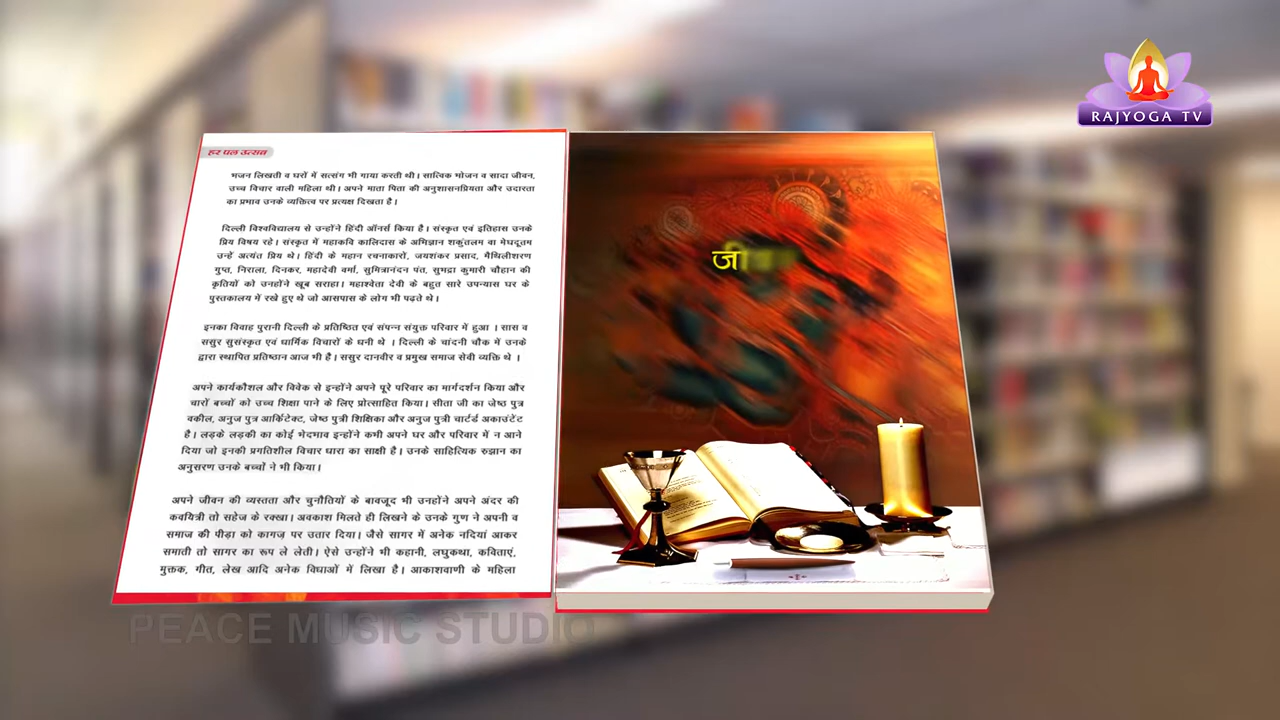 RAJYOGA TV
हर पल उत्सव
भजन लिखती व घरों में सत्संग भी गाया करती थी। सात्विक भोजन व सादा जीवन,
उच्च विचार वाली महिला थी। अपने माता पिता की अनुशासनप्रियता और उदारता
का प्रभाव उनके व्यक्तित्व पर प्रत्यक्ष दिखता है।
दिल्ली विश्वविद्यालय से उन्होंने हिंदी ऑनर्स किया है। संस्कृत एवं इतिहास उनके
प्रिय विषय रहे। संस्कृत में महाकवि कालिदास के अभिज्ञान शकुंतलम वा मेघदूतम
उन्हें अत्यंत प्रिय थे। हिंदी के महान रचनाकारों, जयशंकर प्रसाद, मैथिलीशरण
गुप्त, निराला, दिनकर, महादेवी वर्मा, सुमित्रानंदन पंत, सुभद्रा कुमारी चौहान की
कृतियों को उनहोंने खूब सराहा। महाश्वेता देवी के बहुत सारे उपन्यास घर के
पुस्तकालय में रखे हुए थे जो आसपास के लोग भी पढ़ते थे।
इनका विवाह पुरानी दिल्ली के प्रतिष्ठित एवं संपन्न संयुक्त परिवार में हुआ । सास व
ससुर सुसंस्कृत एवं धार्मिक विचारों के धनी थे । दिल्ली के चांदनी चौक में उनके
द्वारा स्थापित प्रतिष्ठान आज भी है। ससुर दानवीर व प्रमुख समाज सेवी व्यक्ति थे ।
अपने कार्यकौशल और विवेक से इन्होंने अपने पूरे परिवार का मार्गदर्शन किया और
चारों बच्चों को उच्च शिक्षा पाने के लिए प्रोत्साहित किया। सीता जी का जेष्ठ पुत्र
वकील, अनुज पुत्र आर्किटेक्ट, जेष्ठ पुत्री शिक्षिका और अनुज पुत्री चार्टर्ड अकाउंटेंट
है। लड़के लड़की का कोई भेदभाव इन्होंने कभी अपने घर और परिवार में न आने
दिया जो इनकी प्रगतिशील विचार धारा का साक्षी है। उनके साहित्यिक रुझान का
अनुसरण उनके बच्चों ने भी किया।
अपने जीवन की व्यस्तता और चुनौतियों के बावजूद भी उनहोंने अपने अंदर की
कवयित्री तो सहेज के रक्खा। अवकाश मिलते ही लिखने के उनके गुण ने अपनी व
समाज की पीड़ा को कागज़ पर उतार दिया। जैसे सागर में अनेक नदियां आकर
समाती तो सागर का रूप ले लेती। ऐसे उन्होंने भी कहानी, लघुकथा, कविताएं,
मुक्तक, गीत, लेख आदि अनेक विधाओं में लिखा है। आकाशवाणी के महिला
PEACE MUSIC STUDIO